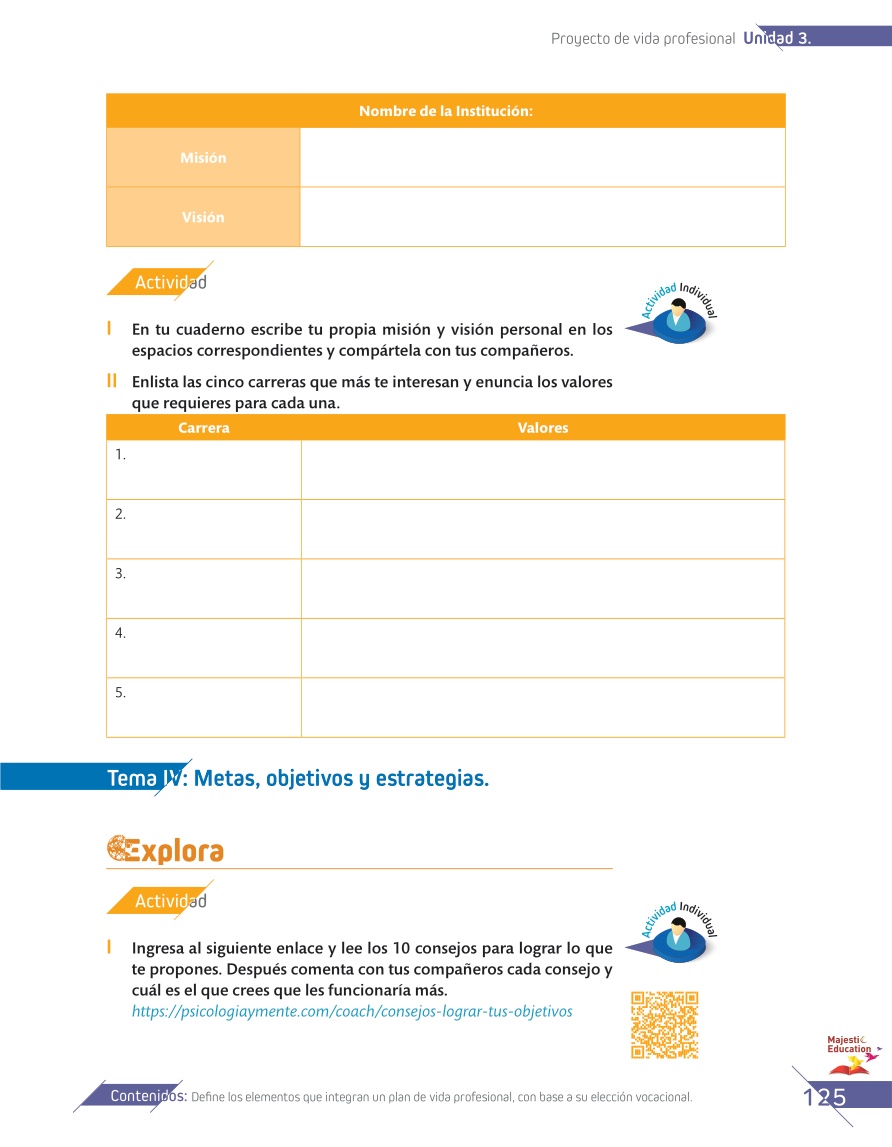 Proyecto de vida profesional Unidad 3.
Nombre de la Institución:
Misión
Visión
Actividad
Actividad Individual
I En tu cuaderno escribe tu propia misión y visión personal en los
espacios correspondientes y compártela con tus compañeros.
II Enlista las cinco carreras que más te interesan y enuncia los valores
que requieres para cada una.
Carrera Valores
1.
2.
3.
4.
5.
Tema IV: Metas, objetivos y estrategias.
Explora
Actividad
Actividad Individual
I Ingresa al siguiente enlace y lee los 10 consejos para lograr lo que
te propones. Después comenta con tus compañeros cada consejo y
cuál es el que crees que les funcionaría más.
https://psicologiaymente.com/coach/consejos-lograr-tus-objetivos
Majestic
Education
Contenidos: Define los elementos que integran un plan de vida profesional, con base a su elección vocacional.
125